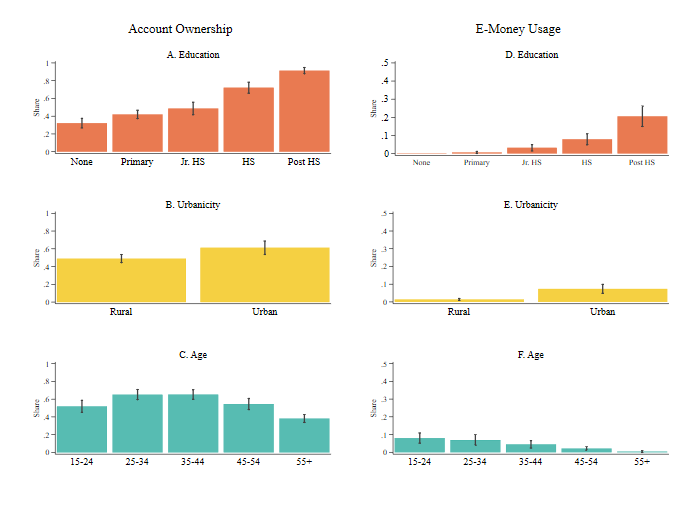 Account Ownership
E-Money Usage
A. Education
Share
1
.8
.6
.4
.2
0
None Primary Jr. HS HS Post HS
D. Education
Share
.5
.4
.3
.2
.1
0
None Primary Jr. HS HS Post HS
B. Urbanicity
Share
1
.8
.6
.4
.2
0
Rural Urban
E. Urbanicity
Share
.5
.4
.3
.2
.1
0
Rural Urban
C. Age
Share
1
.8
.6
.4
.2
0
15-24 25-34 35-44 45-54 55+
F. Age
Share
.5
.4
.3
.2
.1
0
15-24 25-34 35-44 45-54 55+